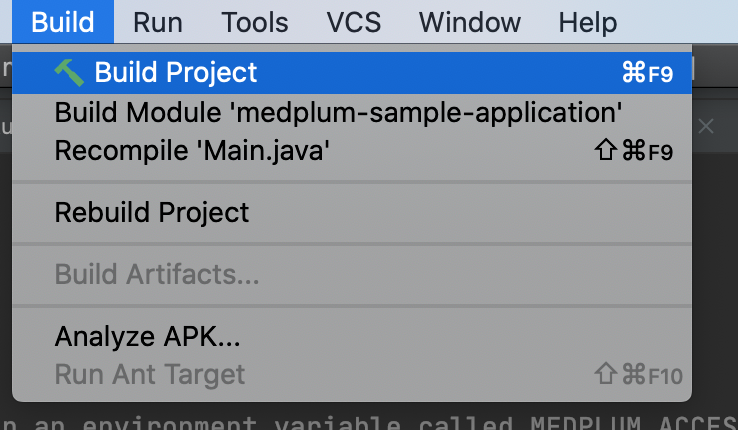 Build Run Tools VCS Window Help
Build Project ⌘F9
Build Module 'medplum-sample-application'
Recompile 'Main.java' ⇧⌘F9
Rebuild Project
Build Artifacts...
Analyze APK...
Run Ant Target ⇧⌘F10
an environment variable called MEDPLUM_ACCES